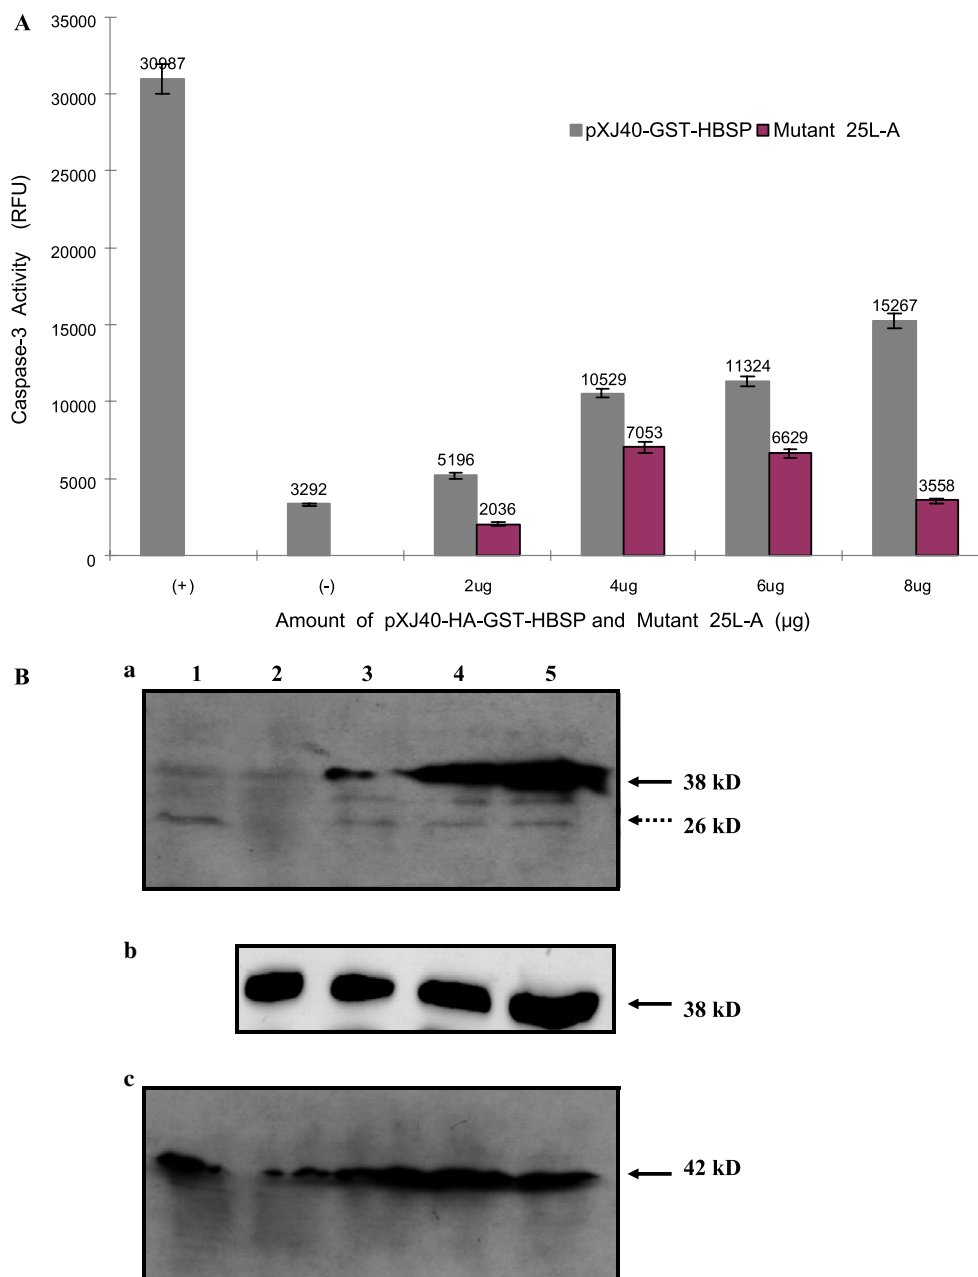 A
35000
30000
25000
20000
15000
10000
5000
0
Caspase-3 Activity (RFU)
30987
3292
5196
2036
10529
7053
11324
6629
15267
3558
pXJ40-GST-HBSP Mutant 25L-A
(+) (-) 2ug 4ug 6ug 8ug
Amount of pXJ40-HA-GST-HBSP and Mutant 25L-A (µg)
B
a 1 2 3 4 5
38 kD
26 kD
b
38 kD
c
42 kD